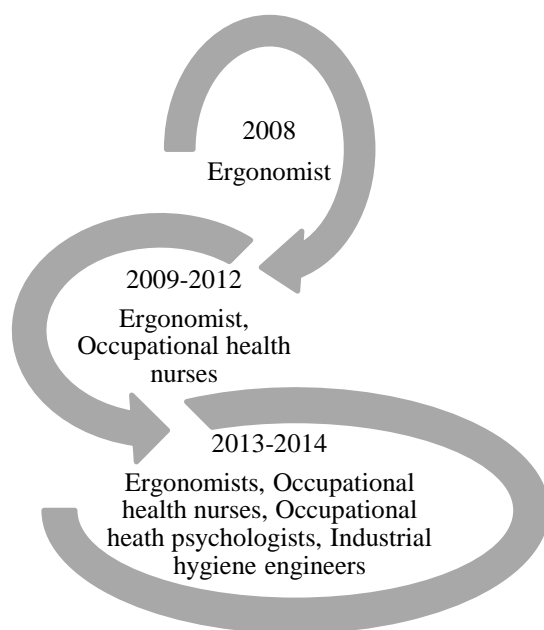 2008
Ergonomist
2009-2012
Ergonomist,
Occupational health
nurses
2013-2014
Ergonomists, Occupational
health nurses, Occupational
heath psychologists, Industrial
hygiene engineers